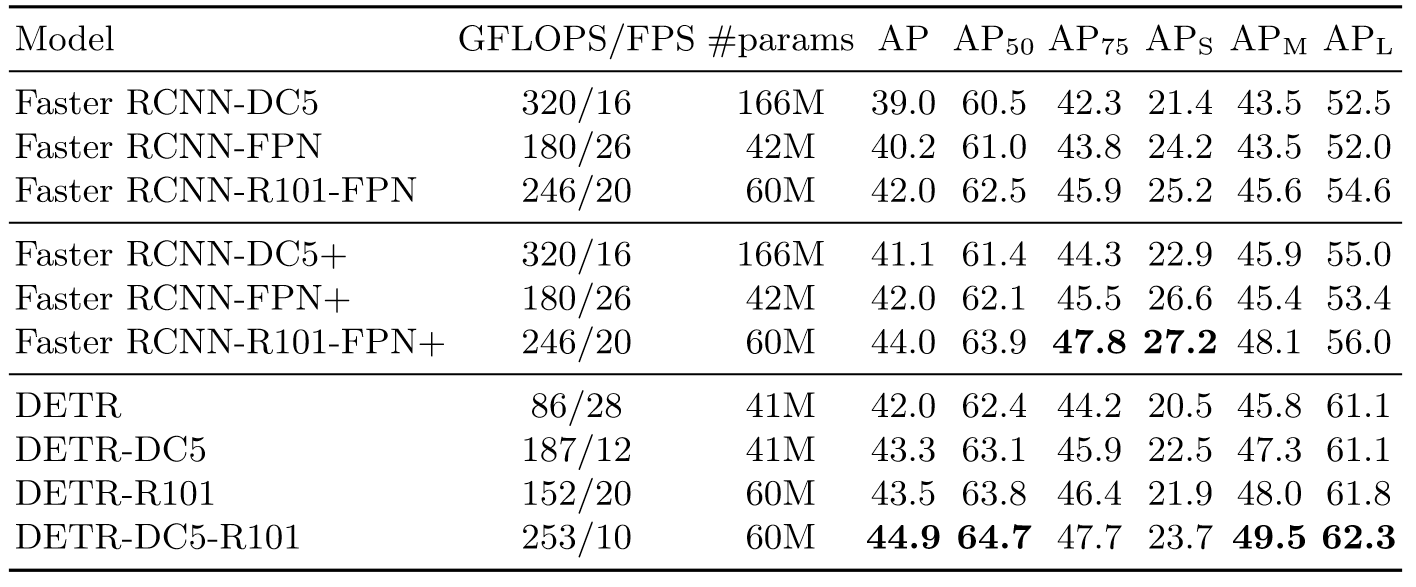 Model GFLOPS/FPS #params AP AP50 AP75 APS APM APL
Faster RCNN-DC5 320/16 166M 39.0 60.5 42.3 21.4 43.5 52.5
Faster RCNN-FPN 180/26 42M 40.2 61.0 43.8 24.2 43.5 52.0
Faster RCNN-R101-FPN 246/20 60M 42.0 62.5 45.9 25.2 45.6 54.6
Faster RCNN-DC5+ 320/16 166M 41.1 61.4 44.3 22.9 45.9 55.0
Faster RCNN-FPN+ 180/26 42M 42.0 62.1 45.5 26.6 45.4 53.4
Faster RCNN-R101-FPN+ 246/20 60M 44.0 63.9 47.8 27.2 48.1 56.0
DETR 86/28 41M 42.0 62.4 44.2 20.5 45.8 61.1
DETR-DC5 187/12 41M 43.3 63.1 45.9 22.5 47.3 61.1
DETR-R101 152/20 60M 43.5 63.8 46.4 21.9 48.0 61.8
DETR-DC5-R101 253/10 60M 44.9 64.7 47.7 23.7 49.5 62.3